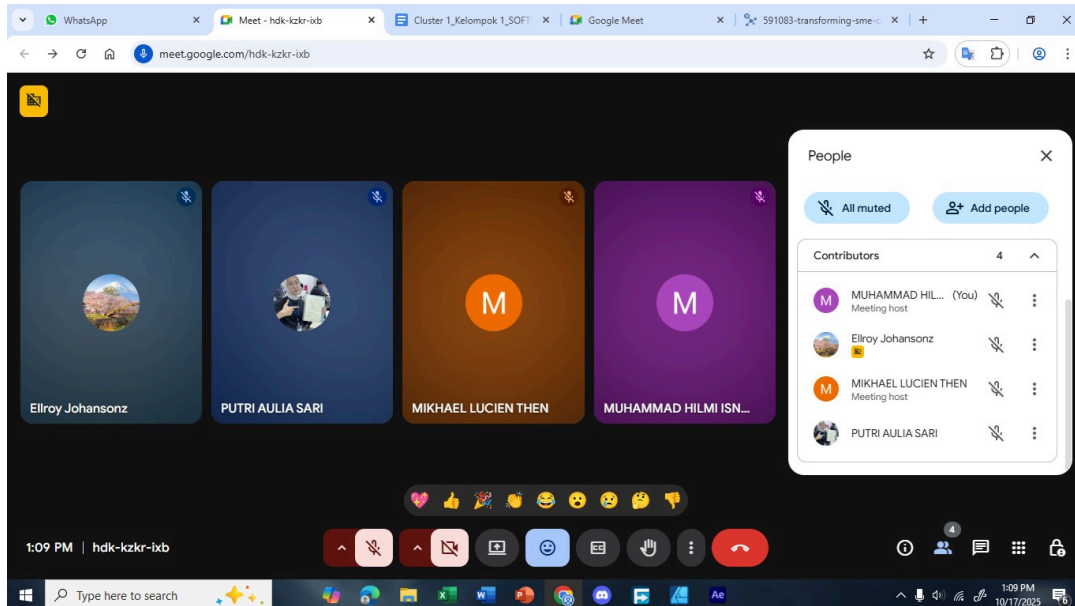 WhatsApp
Meet - hdk-kzkr-ixb
Cluster 1_Kelompok 1_SOFT
Google Meet
591083-transforming-sme-c
meet.google.com/hdk-kzkr-ixb
People
All muted
Add people
Contributors 4
MUHAMMAD HIL... (You)
Meeting host
Ellroy Johansonz
MIKHAEL LUCIEN THEN
Meeting host
PUTRI AULIA SARI
M
M
M
M
Ellroy Johansonz
PUTRI AULIA SARI
MIKHAEL LUCIEN THEN
MUHAMMAD HILMI ISN...
1:09 PM | hdk-kzkr-ixb
4
Type here to search
Ae
1:09 PM
10/17/2025
6